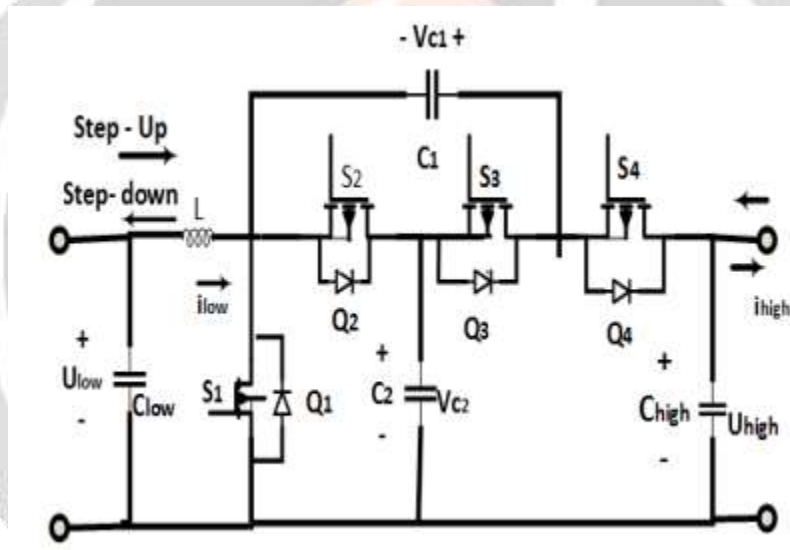 - Vc1 +
Step - Up
C1
S2
S3
S4
Step- down
L
ilow
Q2
Q3
Q4
ihigh
+
Ulow
-
Clow
S1
Q1
+
C2
-
Vc2
+
Chigh
-
Uhigh